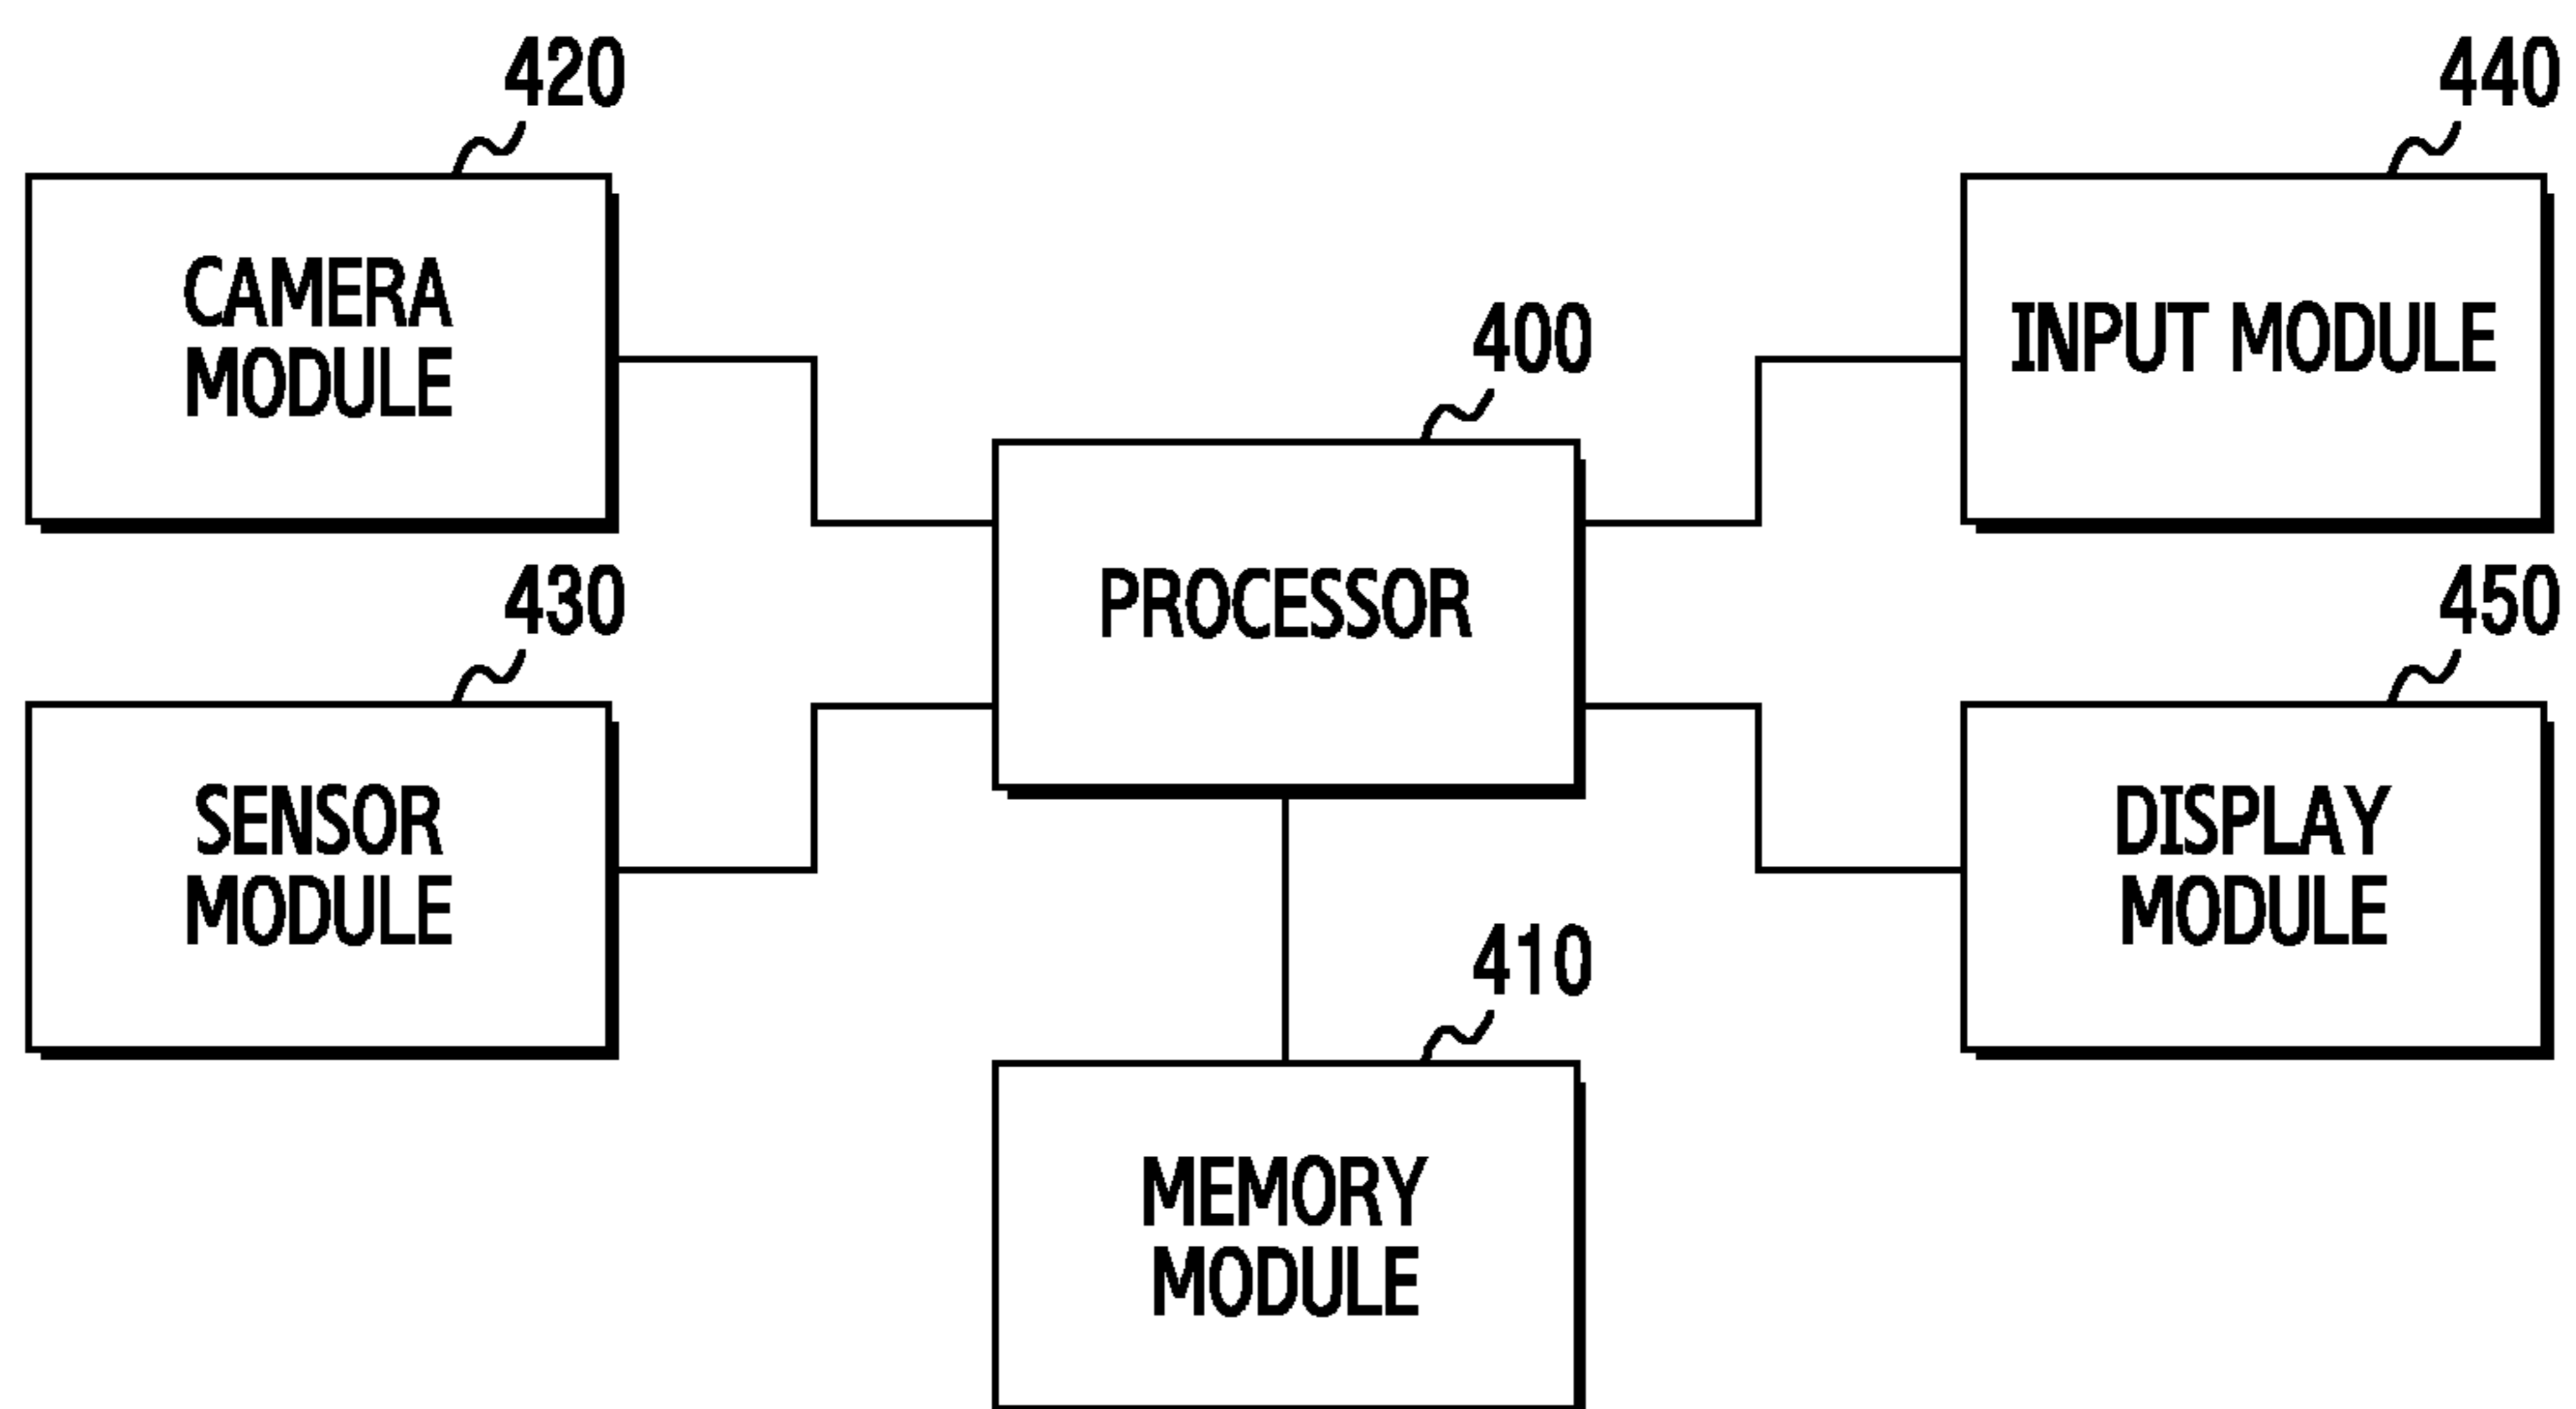 420
CAMERA
MODULE
440
INPUT MODULE
400
PROCESSOR
430
SENSOR
MODULE
450
DISPLAY
MODULE
410
MEMORY
MODULE